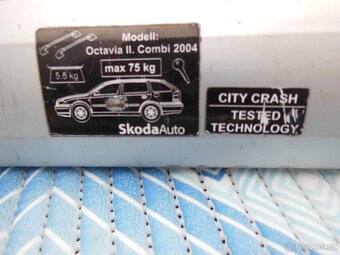 Modell:
Octavia II. Combi 2004
5.5 kg
max 75 kg
SkodaAuto
CITY CRASH
TESTED
TECHNOLOGY